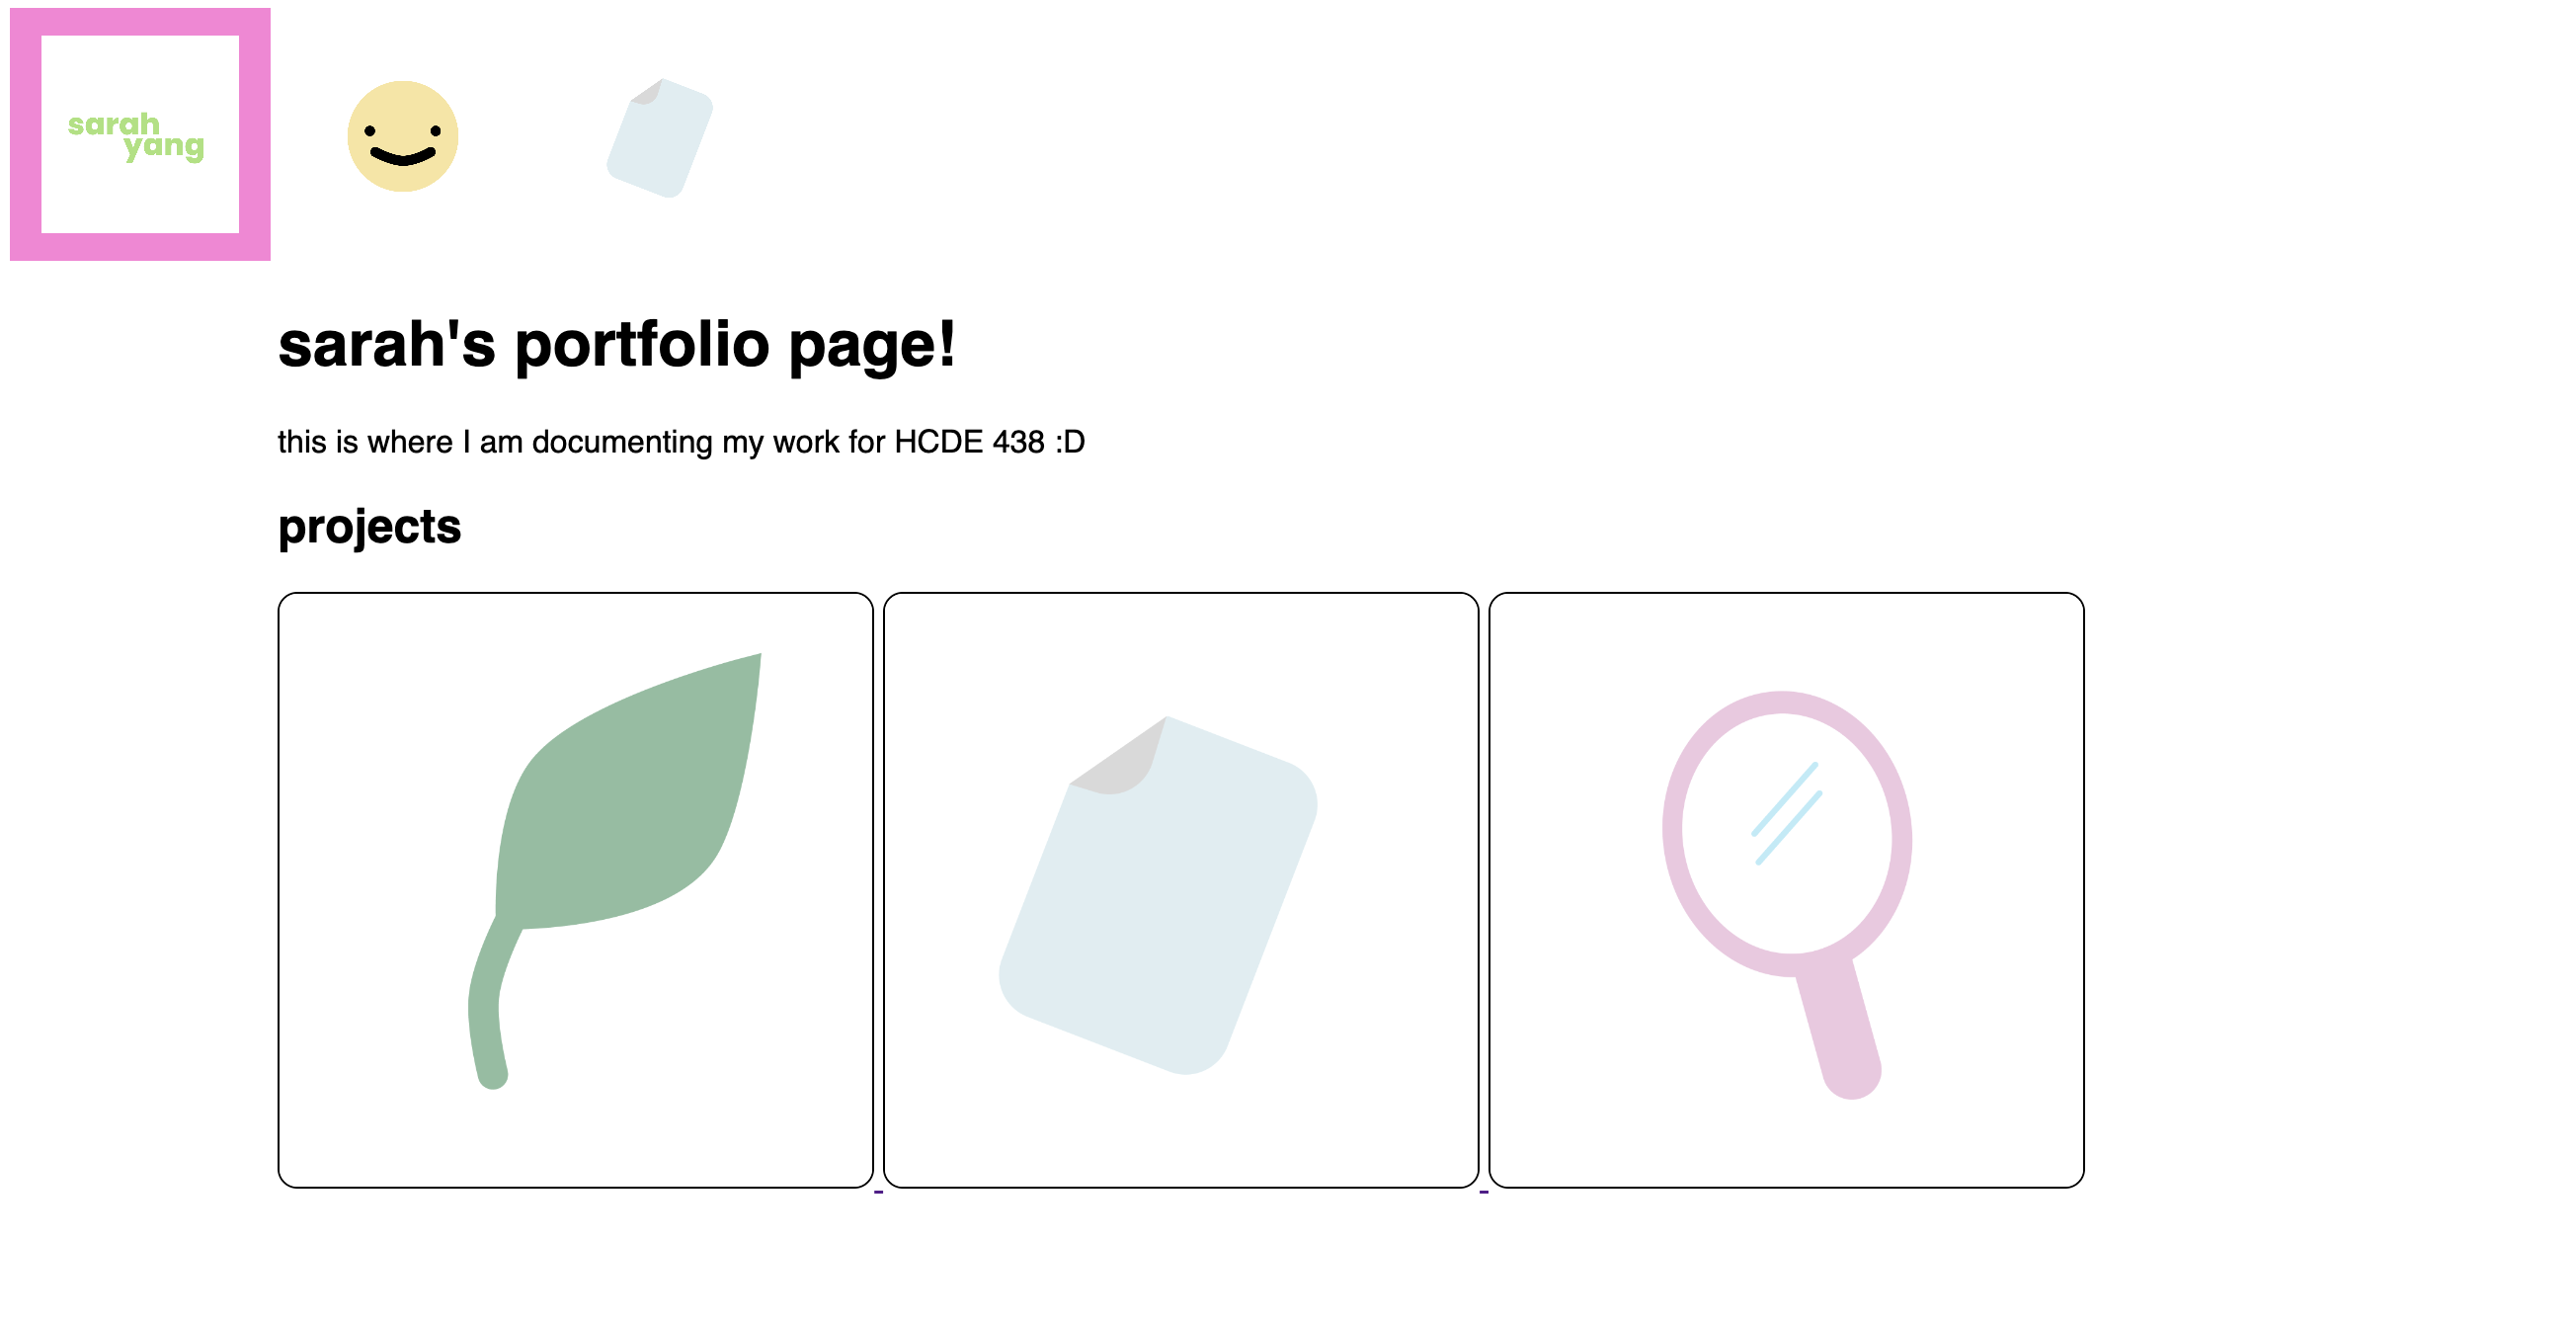 sarah
yang
sarah's portfolio page!
this is where I am documenting my work for HCDE 438 :D
projects